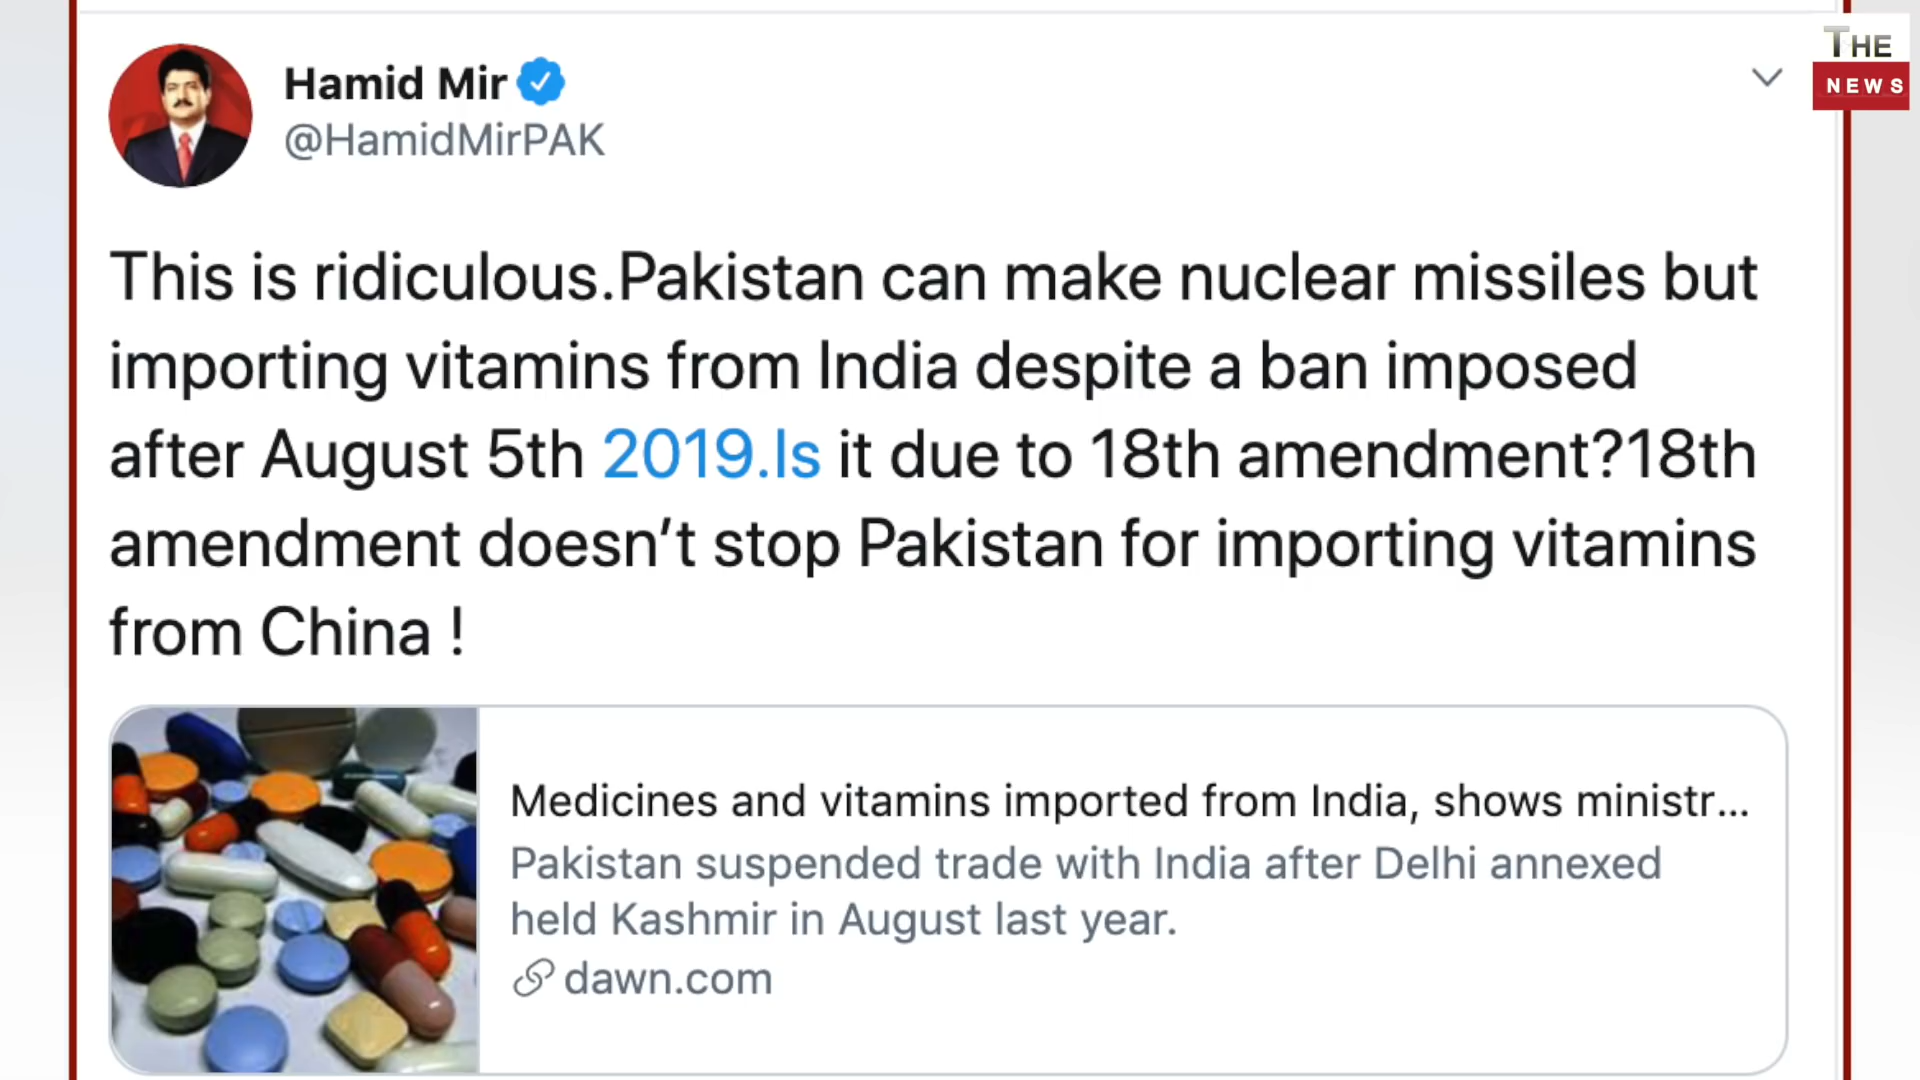 THE
NEWS
Hamid Mir
@HamidMirPAK
This is ridiculous.Pakistan can make nuclear missiles but
importing vitamins from India despite a ban imposed
after August 5th 2019.Is it due to 18th amendment?18th
amendment doesn't stop Pakistan for importing vitamins
from China !
Medicines and vitamins imported from India, shows ministr...
Pakistan suspended trade with India after Delhi annexed
held Kashmir in August last year.
dawn.com